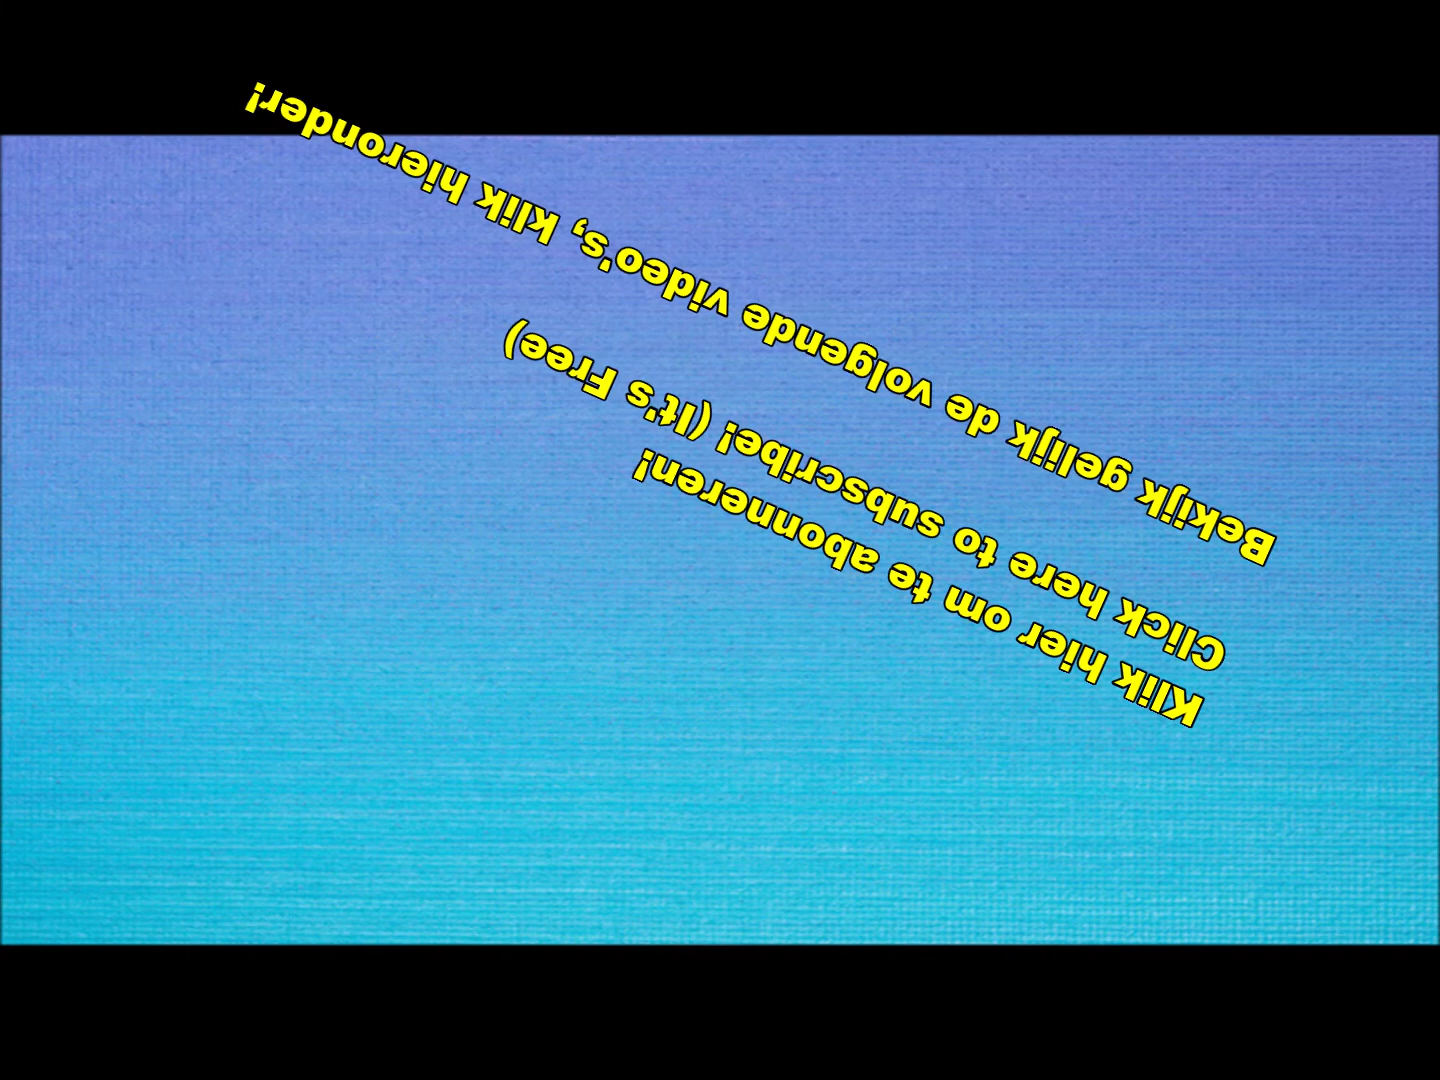 Klik hier om te abonneren!
Click here to subscribe! (It's Free)
Bekijk gelijk de volgende video's, klik hieronder!